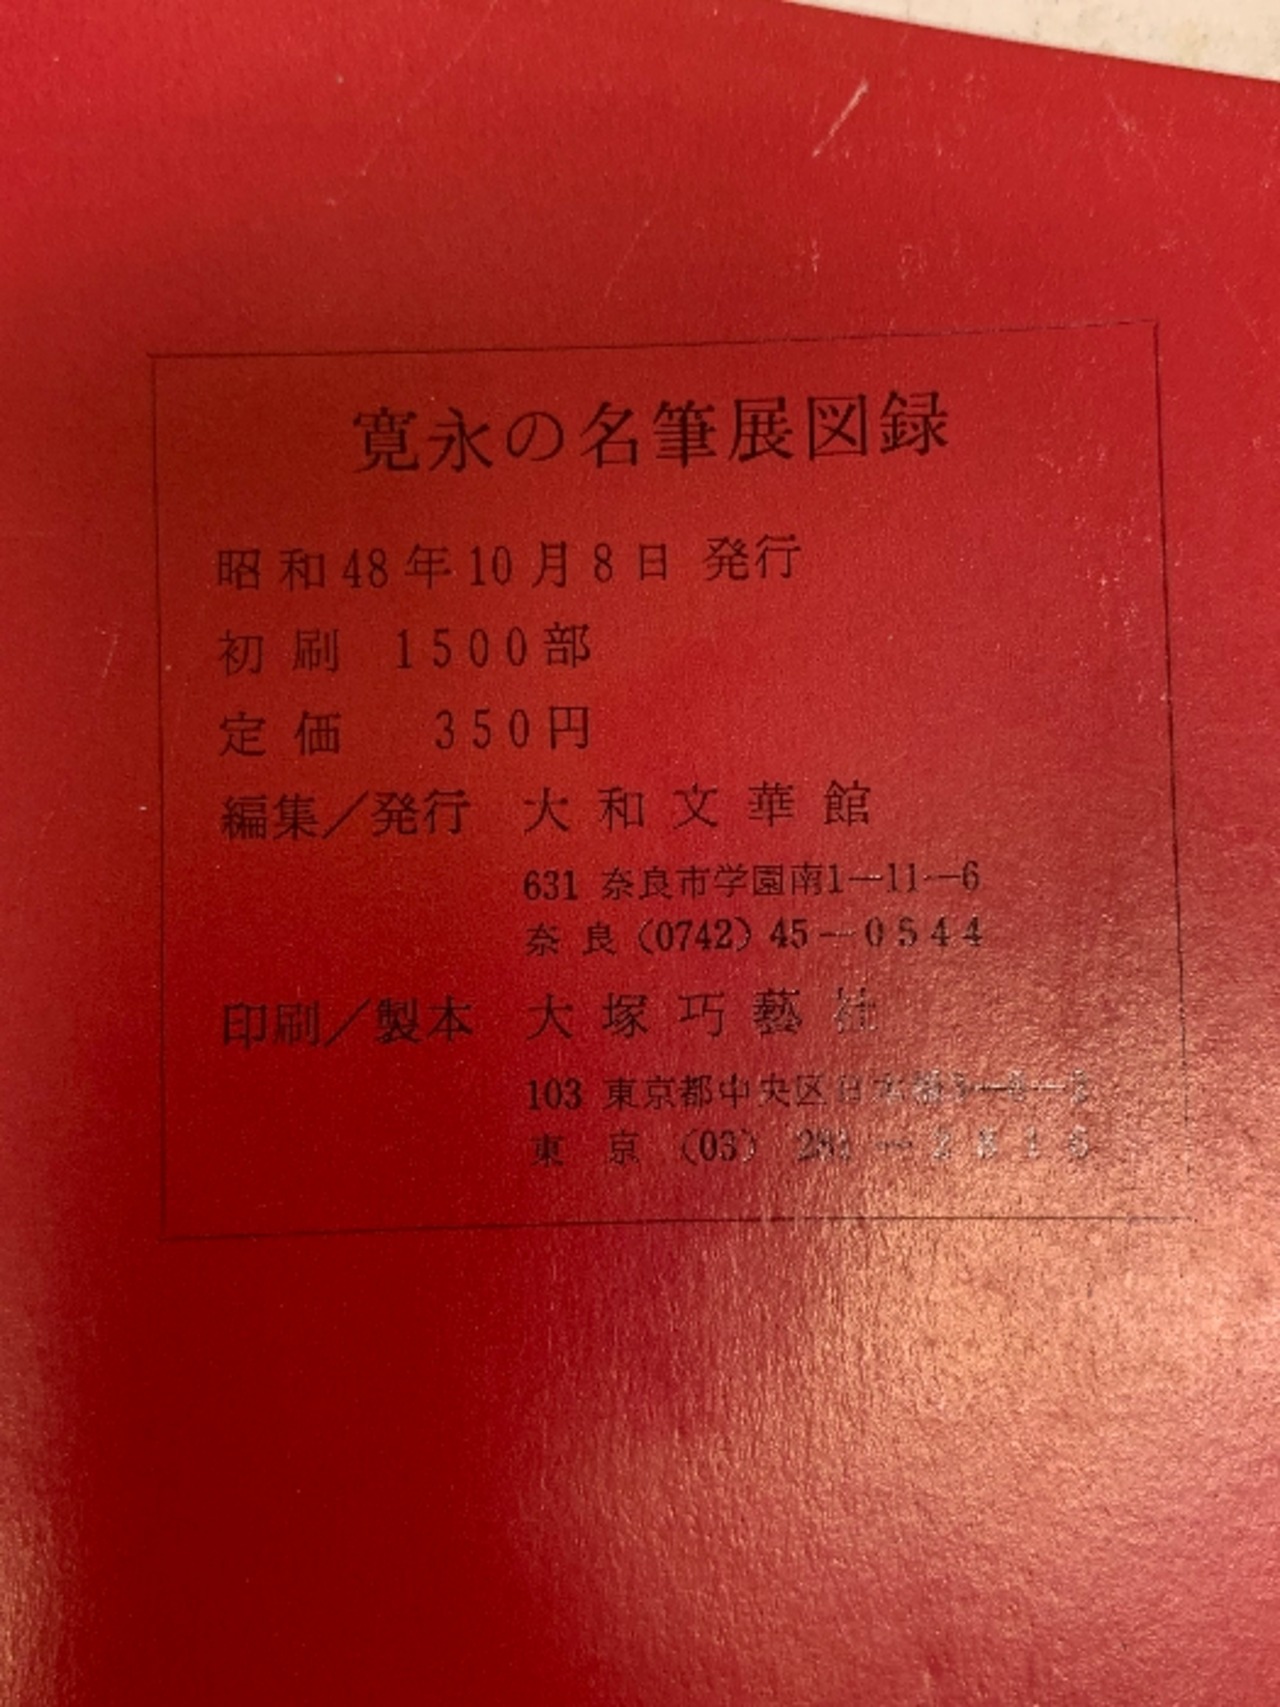 寛永の名筆展図録
昭和48年10月8日 発行
初刷 1500部
定価 350円
編集／発行 大和文華館
631 奈良市学園南1―11―6
奈良 (0742) 45―0544
印刷／製本 大塚巧藝社
103 東京都中央区日本橋
東京 (03)